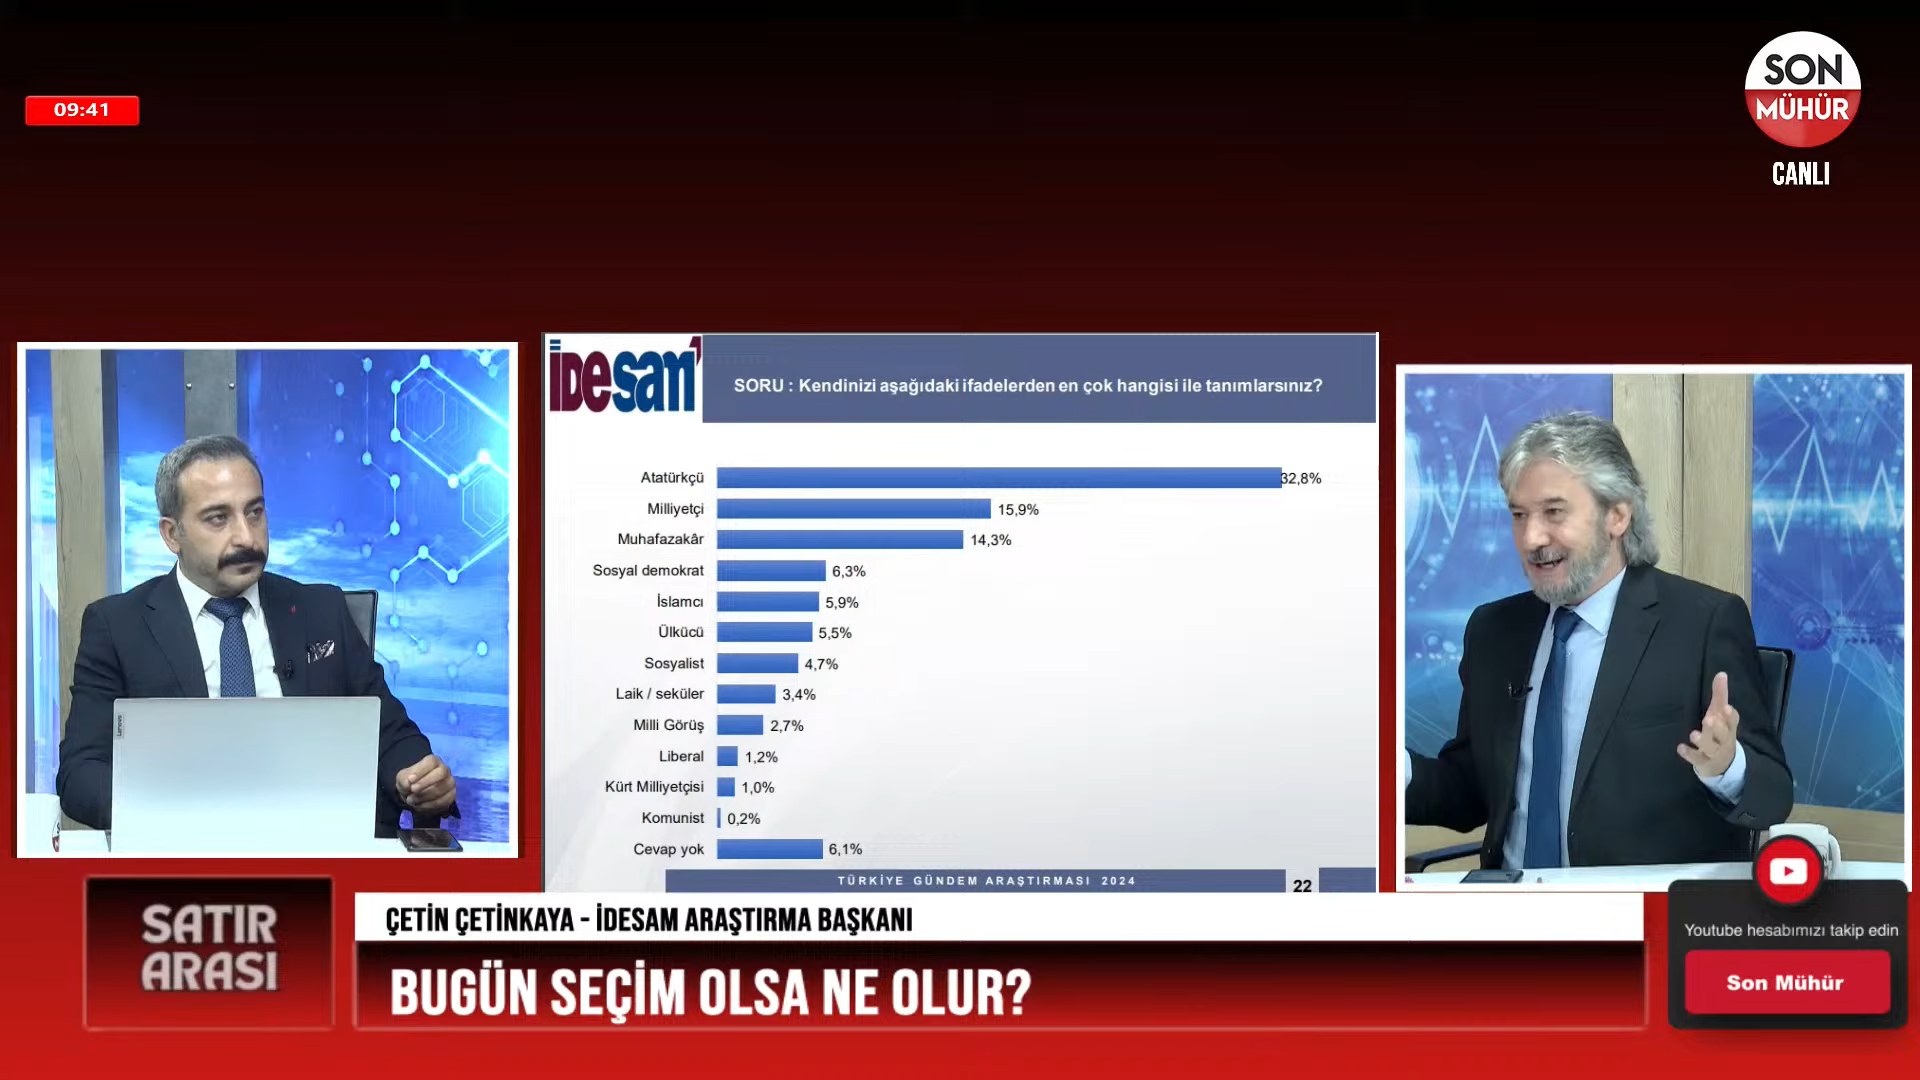 09:41
SON
MÜHÜR
CANLI
idesam
SORU : Kendinizi aşağıdaki ifadelerden en çok hangisi ile tanımlarsınız?
Atatürkçü 32,8%
Milliyetçi 15,9%
Muhafazakâr 14,3%
Sosyal demokrat 6,3%
İslamcı 5,9%
Ülkücü 5,5%
Sosyalist 4,7%
Laik / seküler 3,4%
Milli Görüş 2,7%
Liberal 1,2%
Kürt Milliyetçisi 1,0%
Komunist 0,2%
Cevap yok 6,1%
TÜRKİYE GÜNDEM ARAŞTIRMASI 2024
22
Lenovo
SATIR
ARASI
ÇETİN ÇETİNKAYA - İDESAM ARAŞTIRMA BAŞKANI
BUGÜN SEÇİM OLSA NE OLUR?
Youtube hesabımızı takip edin
Son Mühür